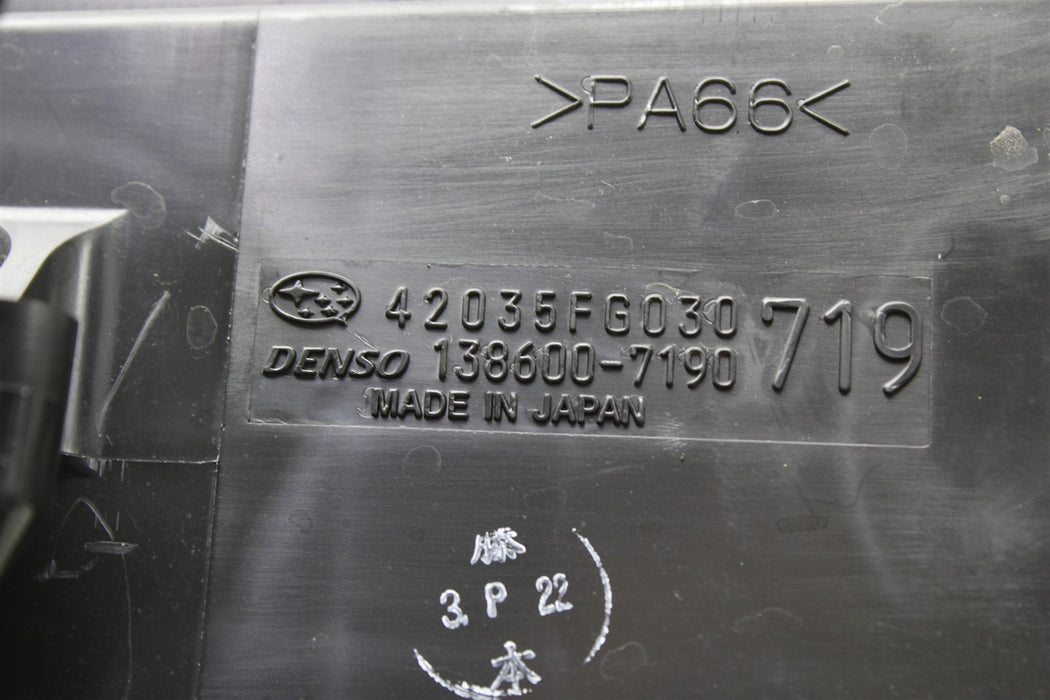 >PA66<
42035FG030 719
DENSO 138600-7190
MADE IN JAPAN
3. P 22
本